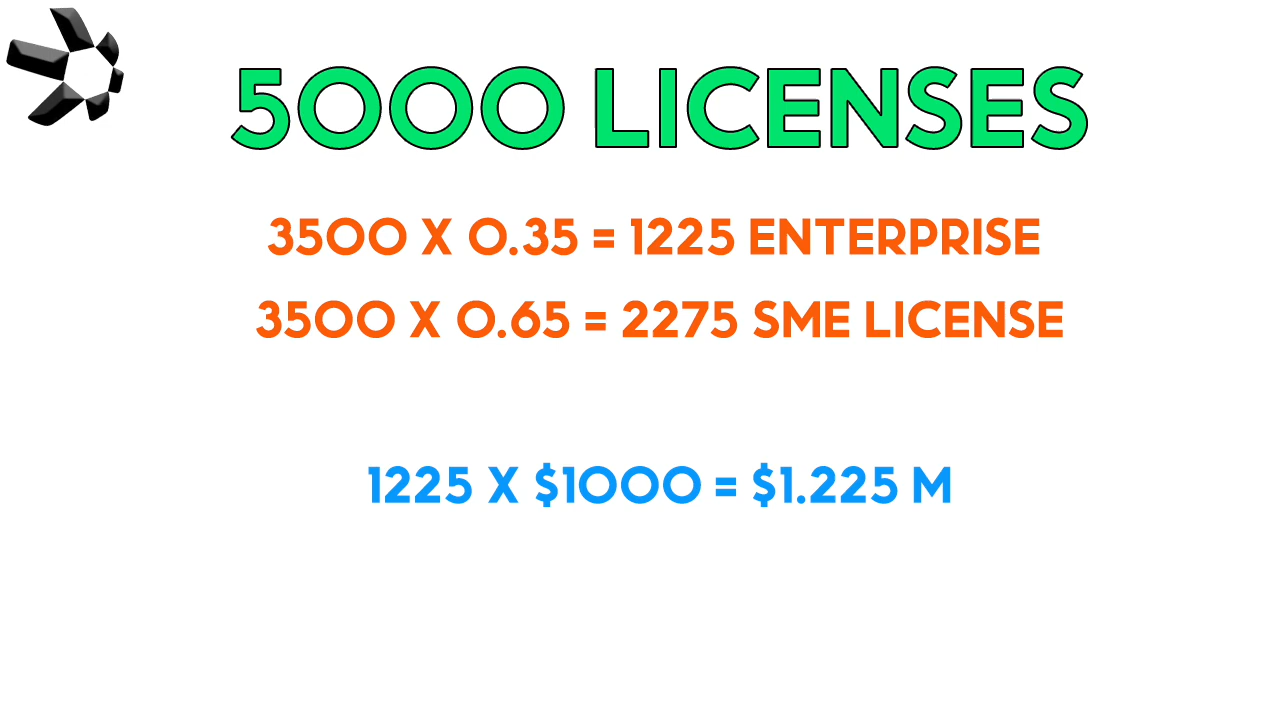 5000 LICENSES
3500 X 0.35 = 1225 ENTERPRISE
3500 X 0.65 = 2275 SME LICENSE
1225 X $1000 = $1.225 M